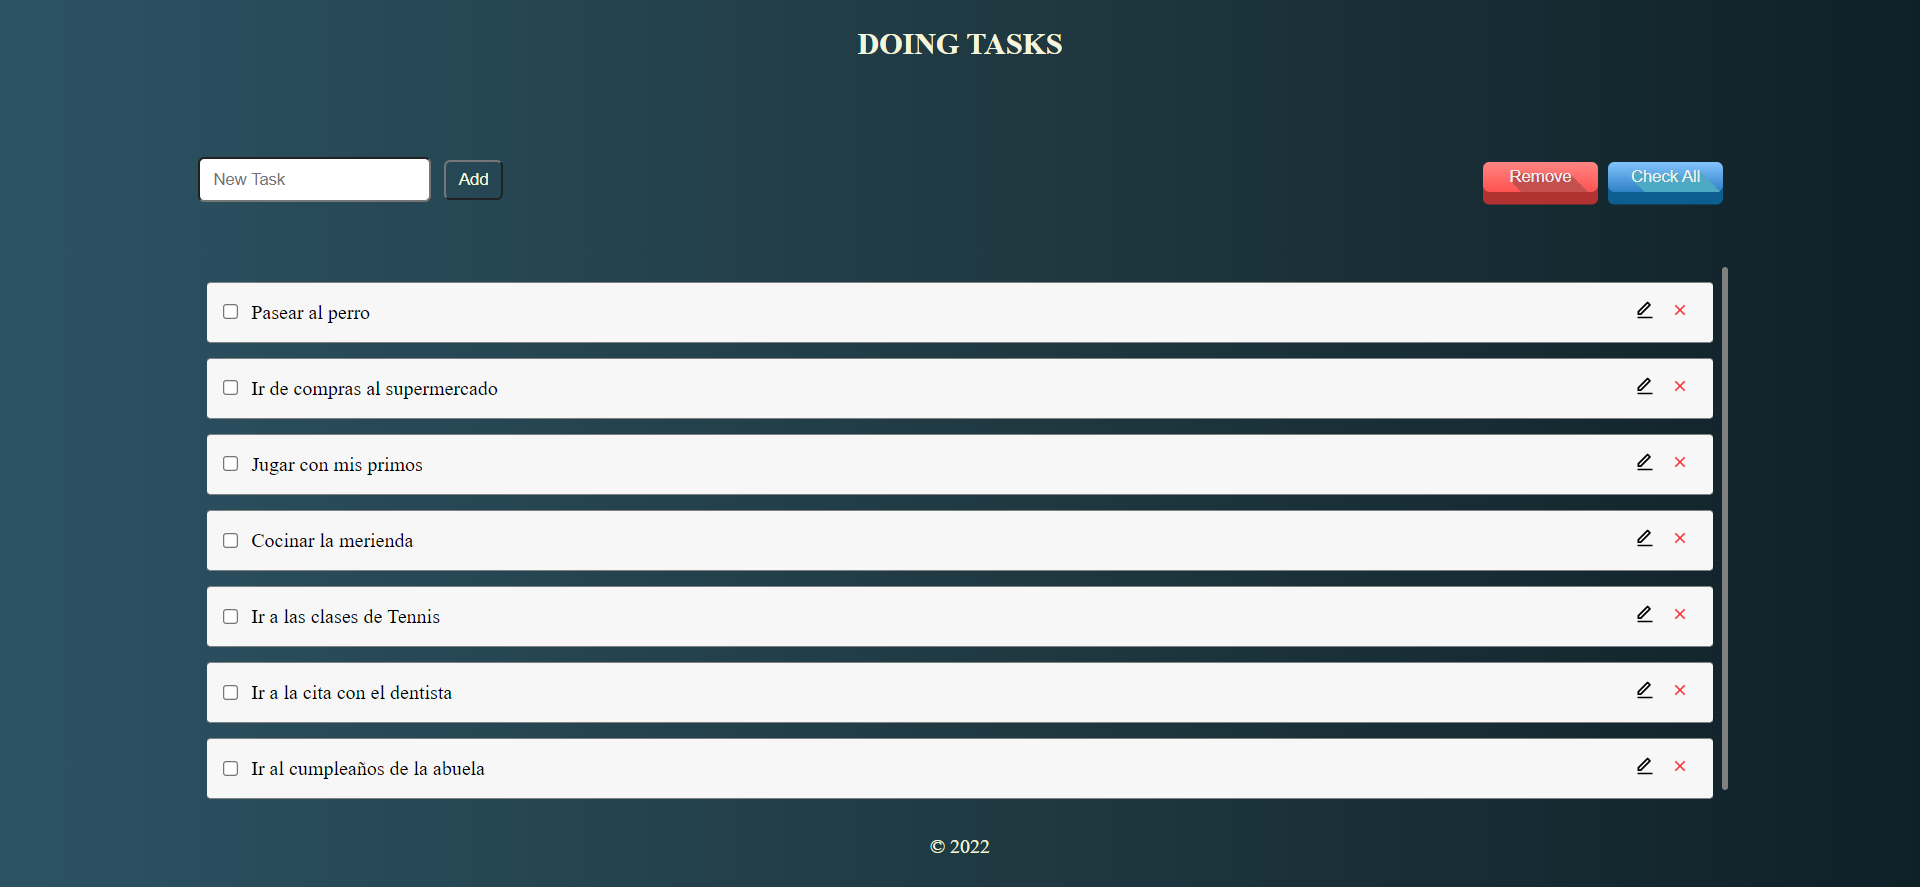 DOING TASKS
New Task
Add
Remove
Check All
Pasear al perro
Ir de compras al supermercado
Jugar con mis primos
Cocinar la merienda
Ir a las clases de Tennis
Ir a la cita con el dentista
Ir al cumpleaños de la abuela
© 2022